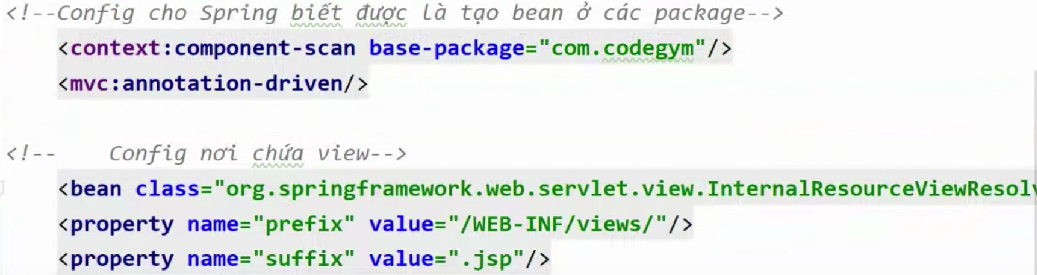 <!--Config cho Spring biết được là tạo bean ở các package-->
<context:component-scan base-package="com.codegym"/>
<mvc:annotation-driven/>
<!-- Config nơi chứa view-->
<bean class="org.springframework.web.servlet.view.InternalResourceViewResolv
<property name="prefix" value="/WEB-INF/views/"/>
<property name="suffix" value=".jsp"/>